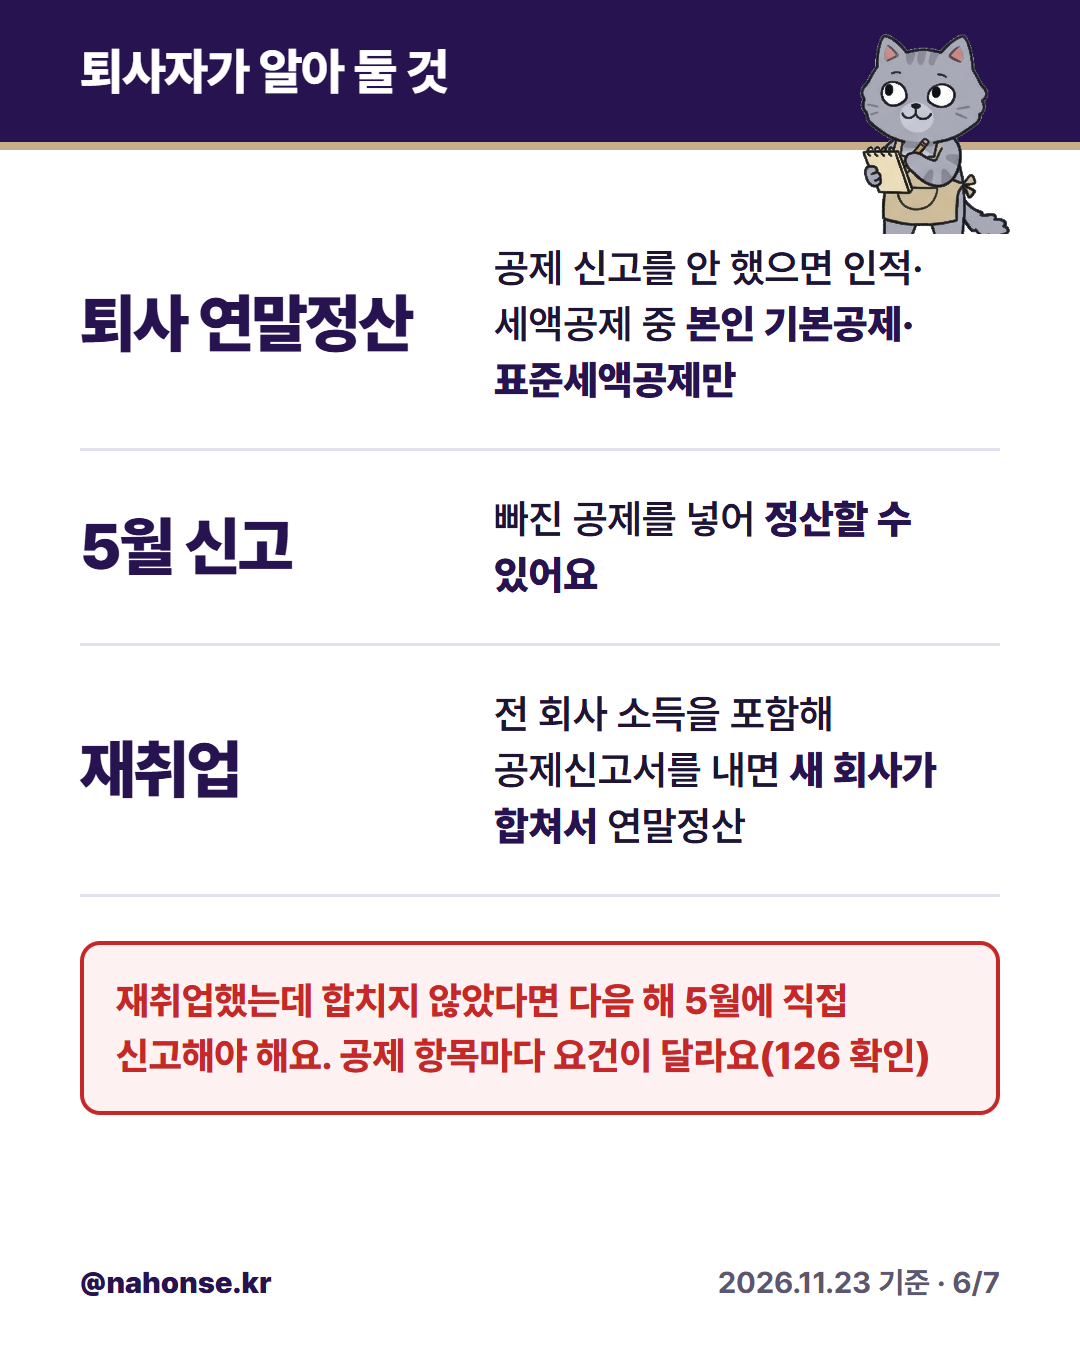 퇴사자가 알아 둘 것
퇴사 연말정산
공제 신고를 안 했으면 인적·
세액공제 중 본인 기본공제·
표준세액공제만
5월 신고
빠진 공제를 넣어 정산할 수
있어요
재취업
전 회사 소득을 포함해
공제신고서를 내면 새 회사가
합쳐서 연말정산
재취업했는데 합치지 않았다면 다음 해 5월에 직접
신고해야 해요. 공제 항목마다 요건이 달라요(126 확인)
@nahonse.kr
2026.11.23 기준 · 6/7